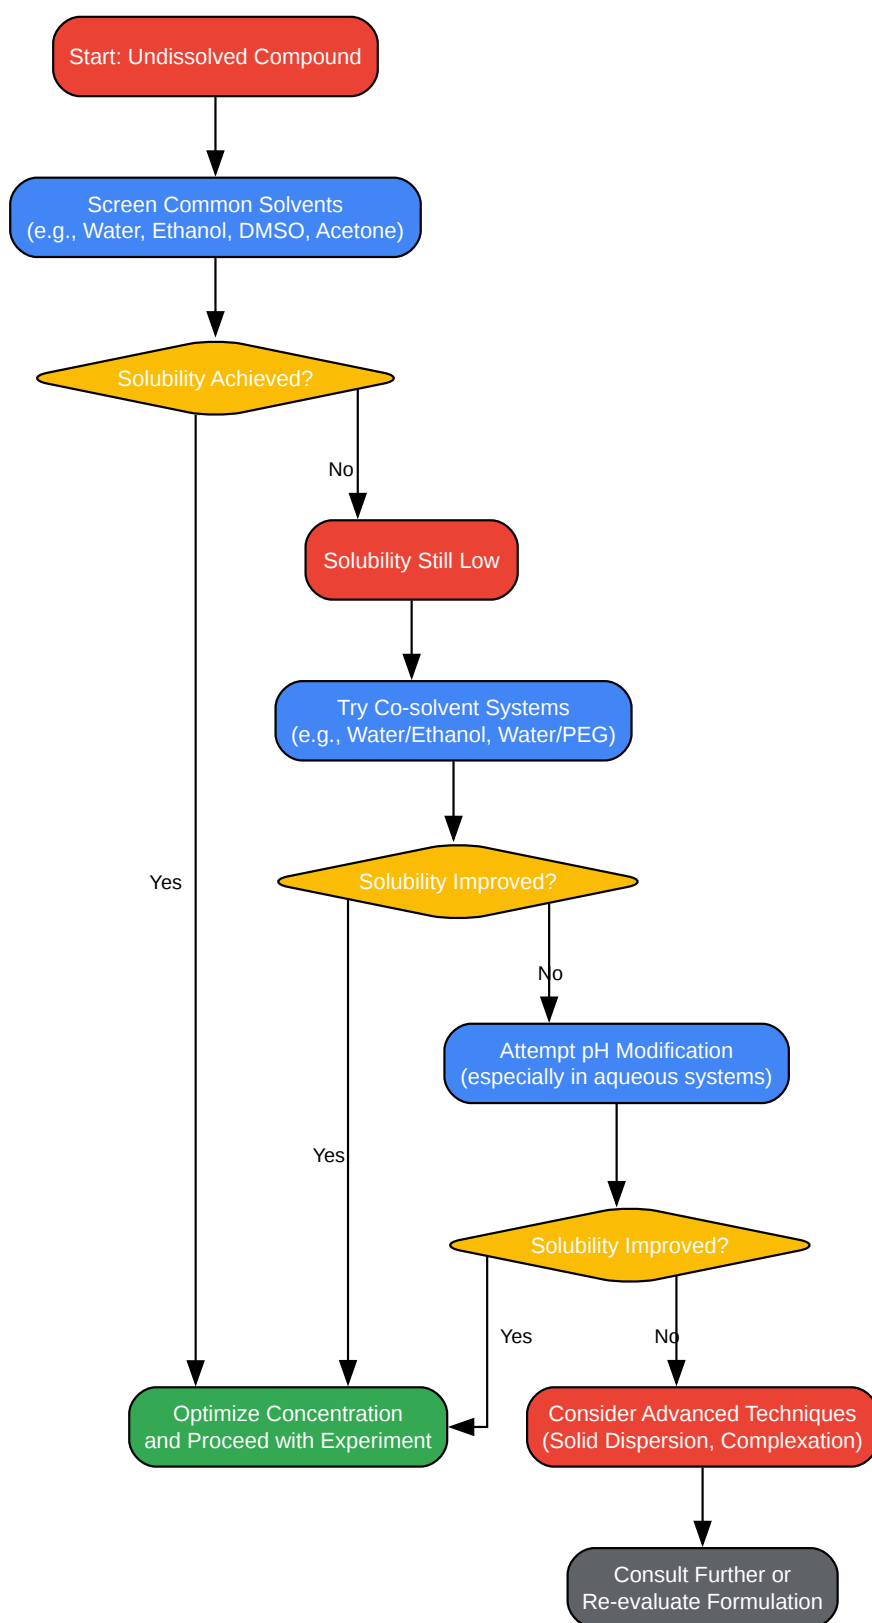 Start: Undissolved Compound
Screen Common Solvents
(e.g., Water, Ethanol, DMSO, Acetone)
Solubility Achieved?
No
Solubility Still Low
Try Co-solvent Systems
(e.g., Water/Ethanol, Water/PEG)
Yes
Solubility Improved?
No
Attempt pH Modification
(especially in aqueous systems)
Yes
Solubility Improved?
Yes
No
Optimize Concentration
and Proceed with Experiment
Consider Advanced Techniques
(Solid Dispersion, Complexation)
Consult Further or
Re-evaluate Formulation